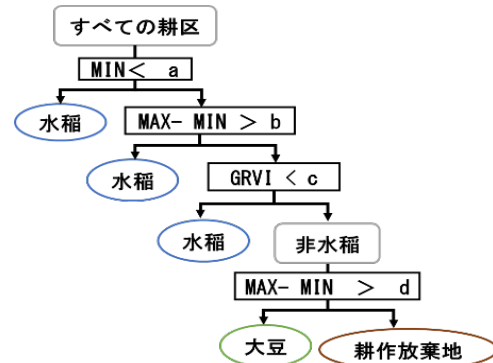 すべての耕区
MIN< a
水稲
MAX- MIN > b
水稲
GRVI < c
水稲
非水稲
MAX- MIN > d
大豆
耕作放棄地